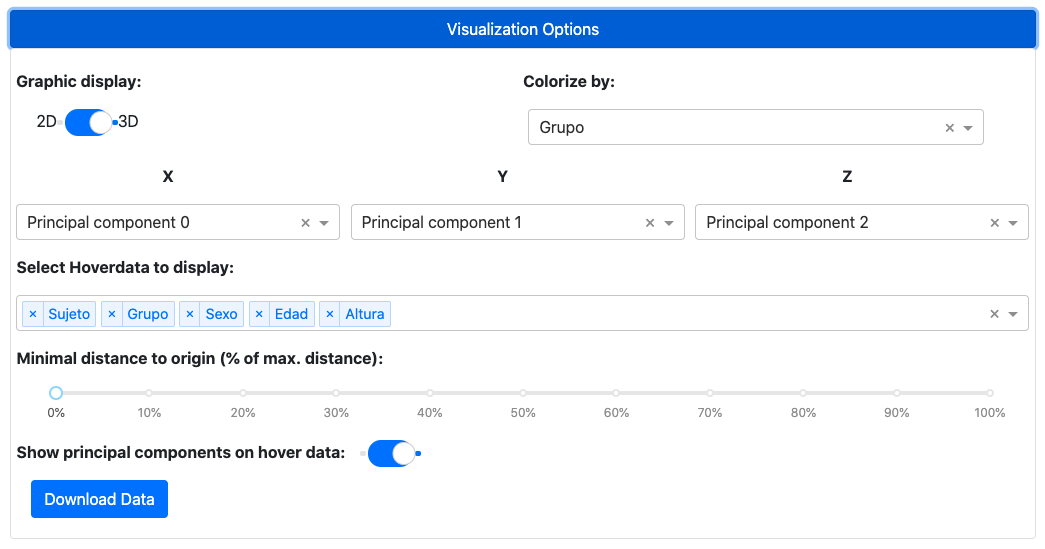 Visualization Options
Graphic display: Colorize by:
2D 3D
Grupo
X Y Z
Principal component 0 Principal component 1 Principal component 2
Select Hoverdata to display:
× Sujeto × Grupo × Sexo × Edad × Altura
Minimal distance to origin (% of max. distance):
0% 10% 20% 30% 40% 50% 60% 70% 80% 90% 100%
Show principal components on hover data:
Download Data